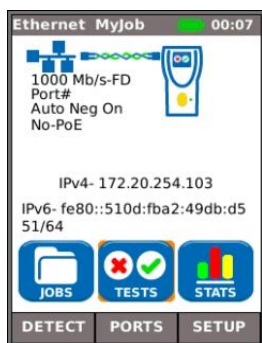 Ethernet MyJob 00:07
1000 Mb/s-FD
Port#
Auto Neg On
No-PoE
IPv4- 172.20.254.103
IPv6- fe80::510d:fba2:49db:d5
51/64
JOBS TESTS STATS
DETECT PORTS SETUP